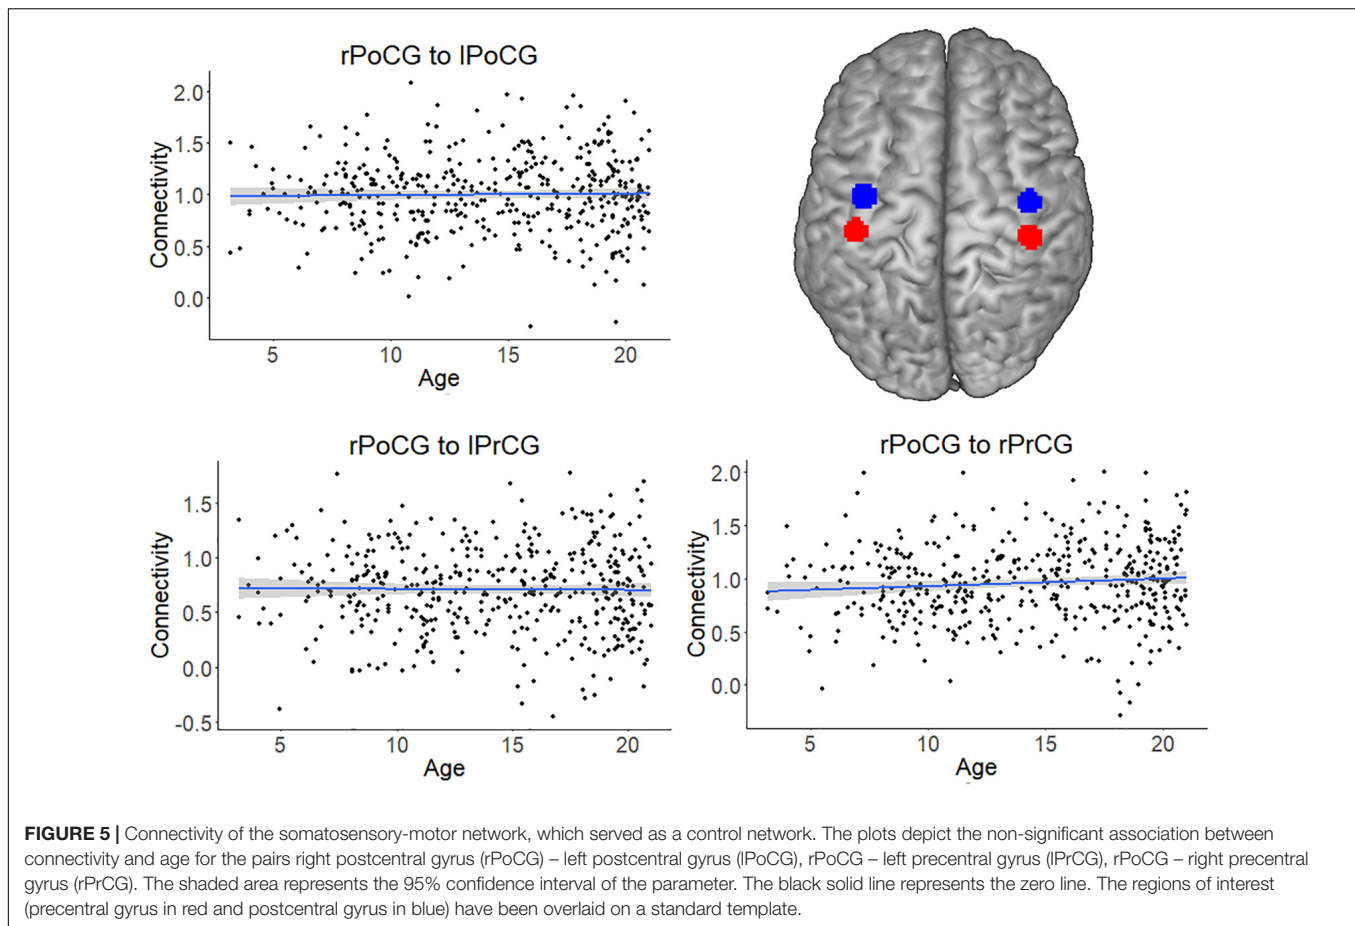 rPoCG to lPoCG
Connectivity
2.0
1.5
1.0
0.5
0.0
5 10 15 20
Age
rPoCG to lPrCG
Connectivity
1.5
1.0
0.5
0.0
-0.5
5 10 15 20
Age
rPoCG to rPrCG
Connectivity
2.0
1.5
1.0
0.5
0.0
5 10 15 20
Age
FIGURE 5 | Connectivity of the somatosensory-motor network, which served as a control network. The plots depict the non-significant association between
connectivity and age for the pairs right postcentral gyrus (rPoCG) – left postcentral gyrus (lPoCG), rPoCG – left precentral gyrus (lPrCG), rPoCG – right precentral
gyrus (rPrCG). The shaded area represents the 95% confidence interval of the parameter. The black solid line represents the zero line. The regions of interest
(precentral gyrus in red and postcentral gyrus in blue) have been overlaid on a standard template.